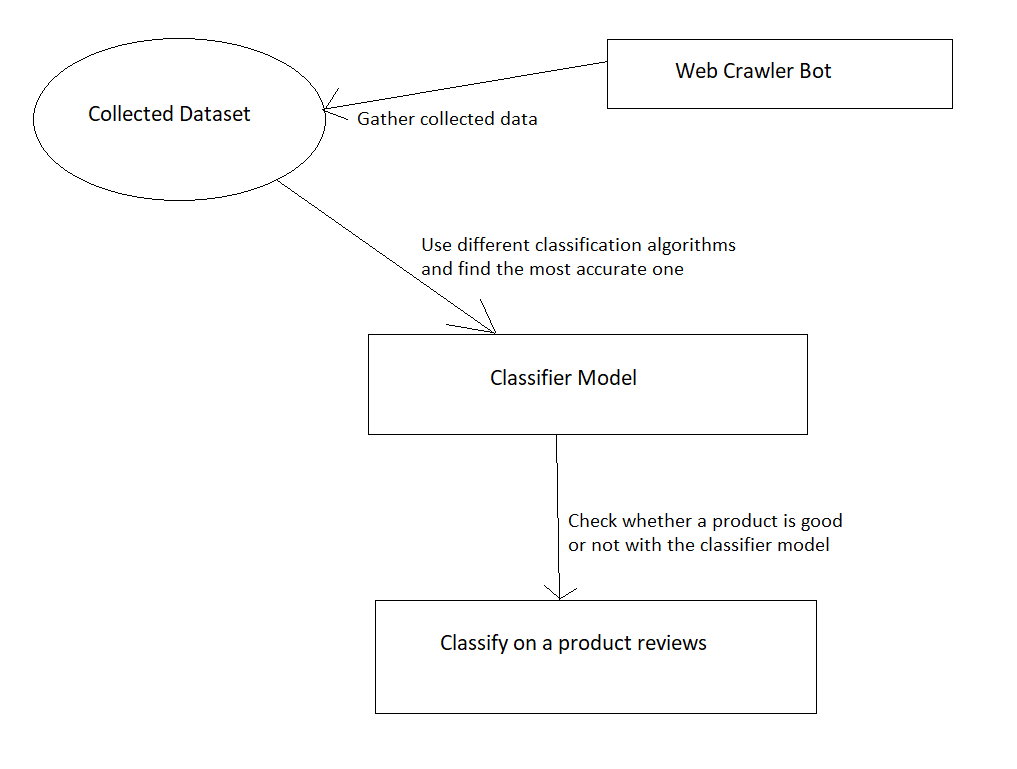 Web Crawler Bot
Collected Dataset
Gather collected data
Use different classification algorithms
and find the most accurate one
Classifier Model
Check whether a product is good
or not with the classifier model
Classify on a product reviews